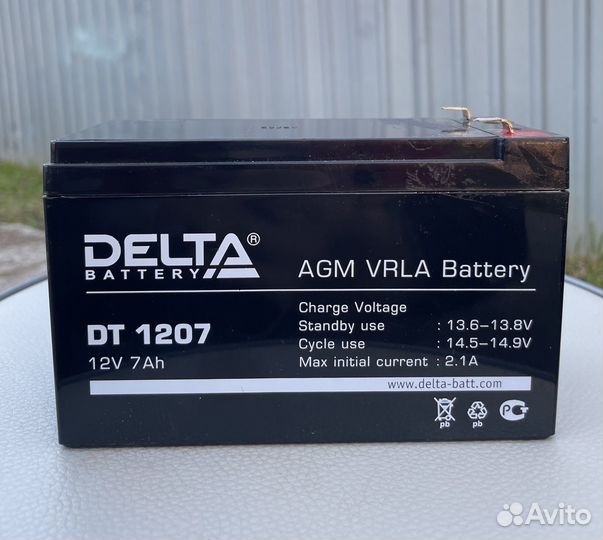 DELTA®
BATTERY
DT 1207
12V 7Ah
AGM VRLA Battery
Charge Voltage
Standby use : 13.6–13.8V
Cycle use : 14.5–14.9V
Max initial current : 2.1A
www.delta-batt.com
pb pb
Avito